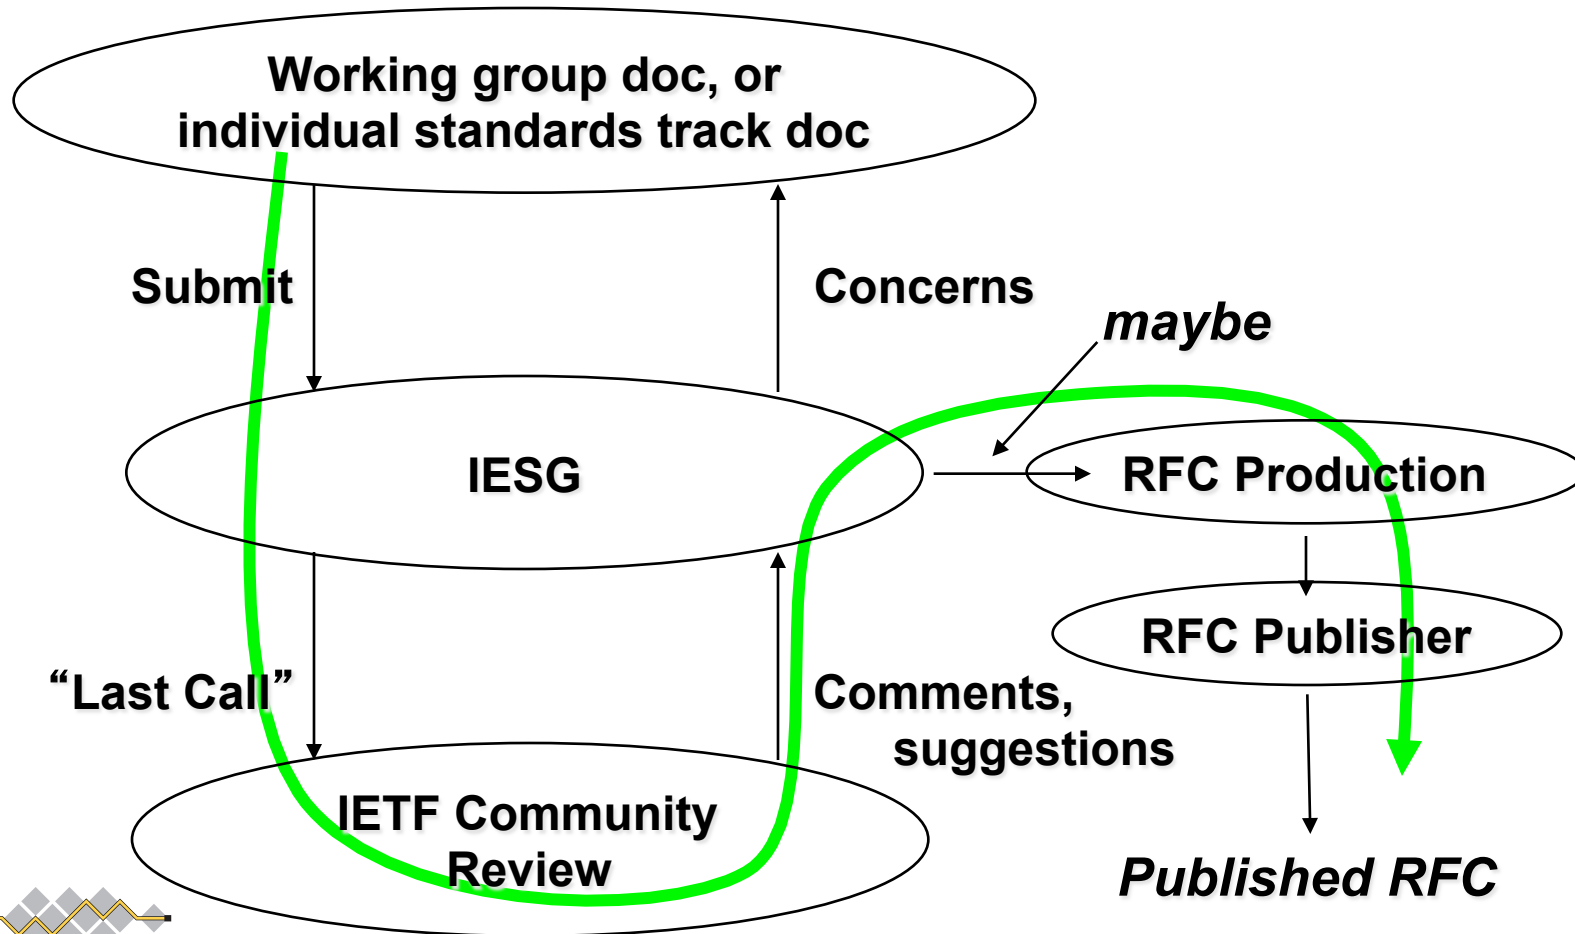 Working group doc, or
individual standards track doc
Submit
Concerns
maybe
IESG
RFC Production
RFC Publisher
“Last Call”
Comments,
suggestions
IETF Community
Review
Published RFC